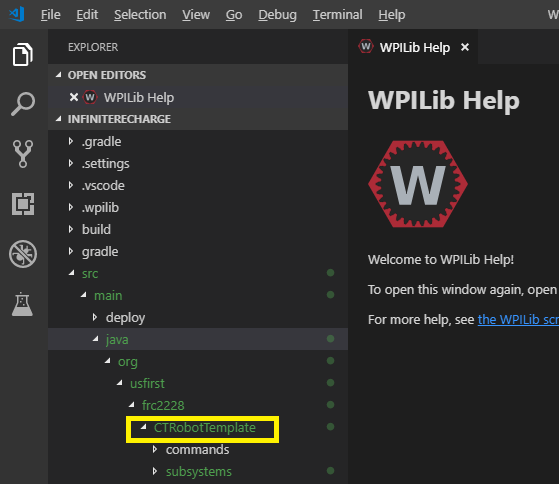 File Edit Selection View Go Debug Terminal Help W
EXPLORER
OPEN EDITORS
W WPILib Help
INFINITERECHARGE
.gradle
.settings
.vscode
.wpilib
build
gradle
src
main
deploy
java
org
usfirst
frc2228
CTRobotTemplate
commands
subsystems
W WPILib Help
WPILib Help
W
Welcome to WPILib Help!
To open this window again, open
For more help, see the WPILib scr